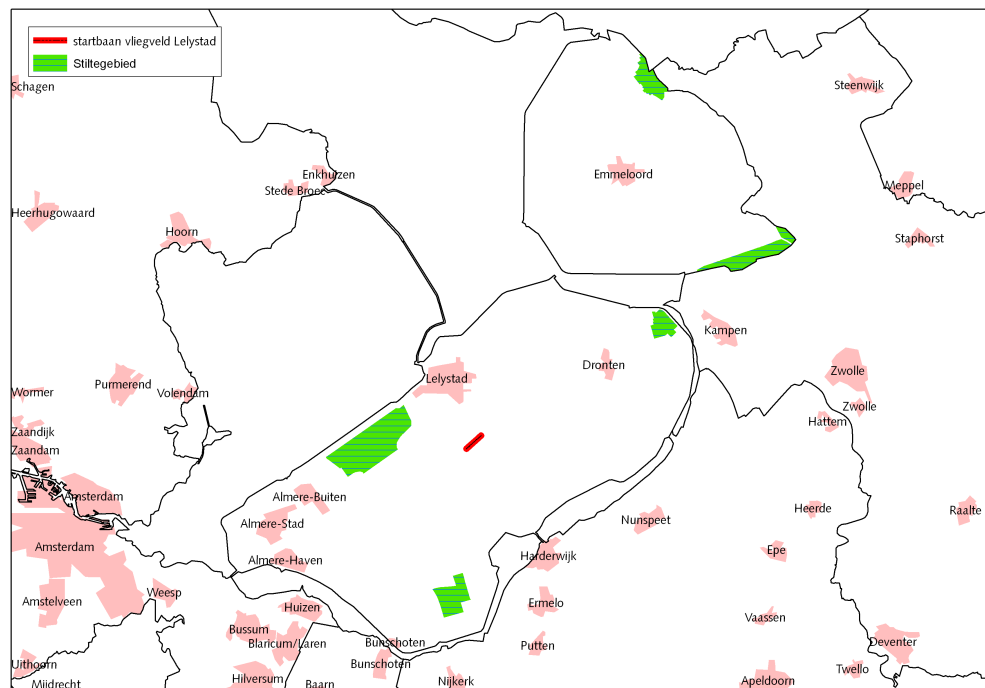 startbaan vliegveld Lelystad
Stiltegebied
Schagen
Steenwijk
Enkhuizen
Emmeloord
Stede Broec
Meppel
Heerhugowaard
Hoorn
Staphorst
Kampen
Dronten
Zwolle
Lelystad
Purmerend
Volendam
Wormer
Zwolle
Hattem
Zaandijk
Zaandam
Amsterdam
Almere-Buiten
Heerde
Raalte
Almere-Stad
Nunspeet
Amsterdam
Epe
Almere-Haven
Harderwijk
Weesp
Amstelveen
Huizen
Ermelo
Vaassen
Bussum
Blaricum/Laren
Bunschoten
Putten
Deventer
Uithoorn
Bunschoten
Twello
Mijdrecht
Hilversum
Baarn
Nijkerk
Apeldoorn